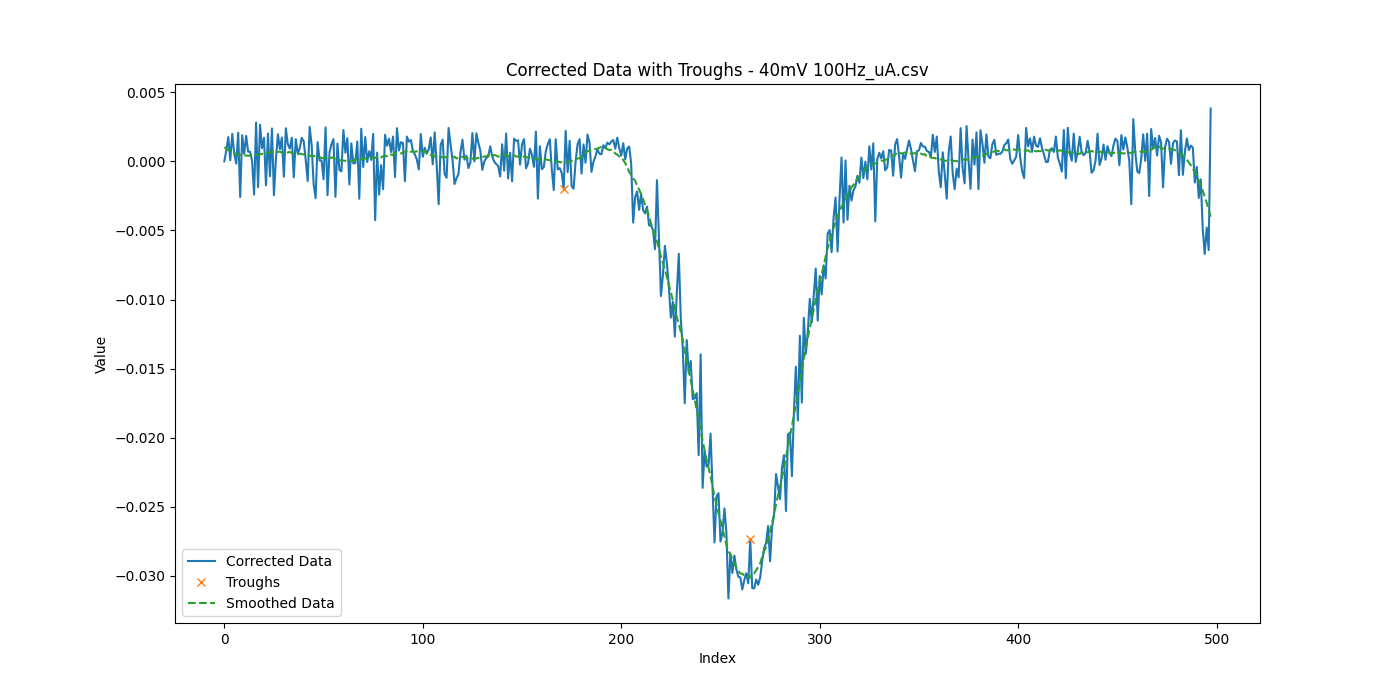 Corrected Data with Troughs - 40mV 100Hz_uA.csv
0.005
0.000
−0.005
−0.010
−0.015
−0.020
−0.025
−0.030
Value
Corrected Data
Troughs
Smoothed Data
0 100 200 300 400 500
Index